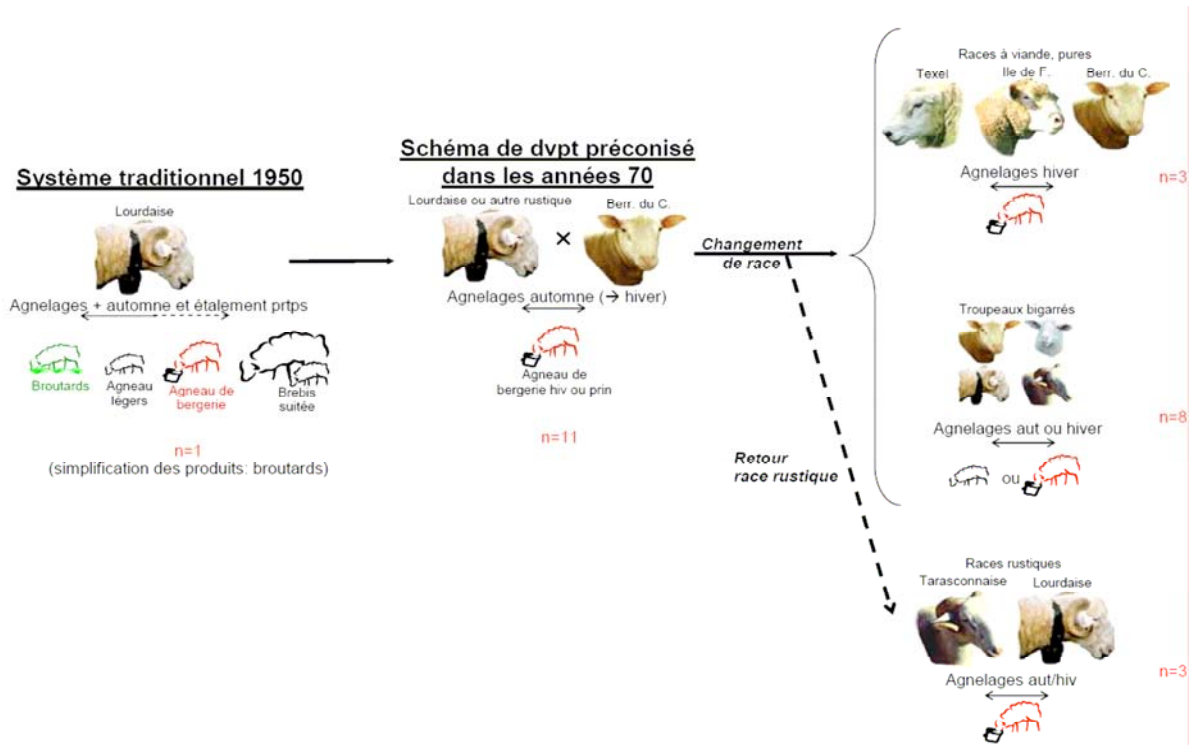 Système traditionnel 1950
Lourdaise
Agnelages + automne et étalement prtps
Broutards
Agneau
légers
Agneau de
bergerie
Brebis
suitée
n=1
(simplification des produits: broutards)
Schéma de dvpt préconisé
dans les années 70
Lourdaise ou autre rustique
Berr. du C.
×
Agnelages automne (→ hiver)
Agneau de
bergerie hiv ou prin
n=11
Changement
de race
Retour
race rustique
Races à viande, pures
Texel
Ile de F.
Berr. du C.
Agnelages hiver
n=3
Troupeaux bigarrés
Agnelages aut ou hiver
ou
n=8
Races rustiques
Tarasconnaise
Lourdaise
Agnelages aut/hiv
n=3